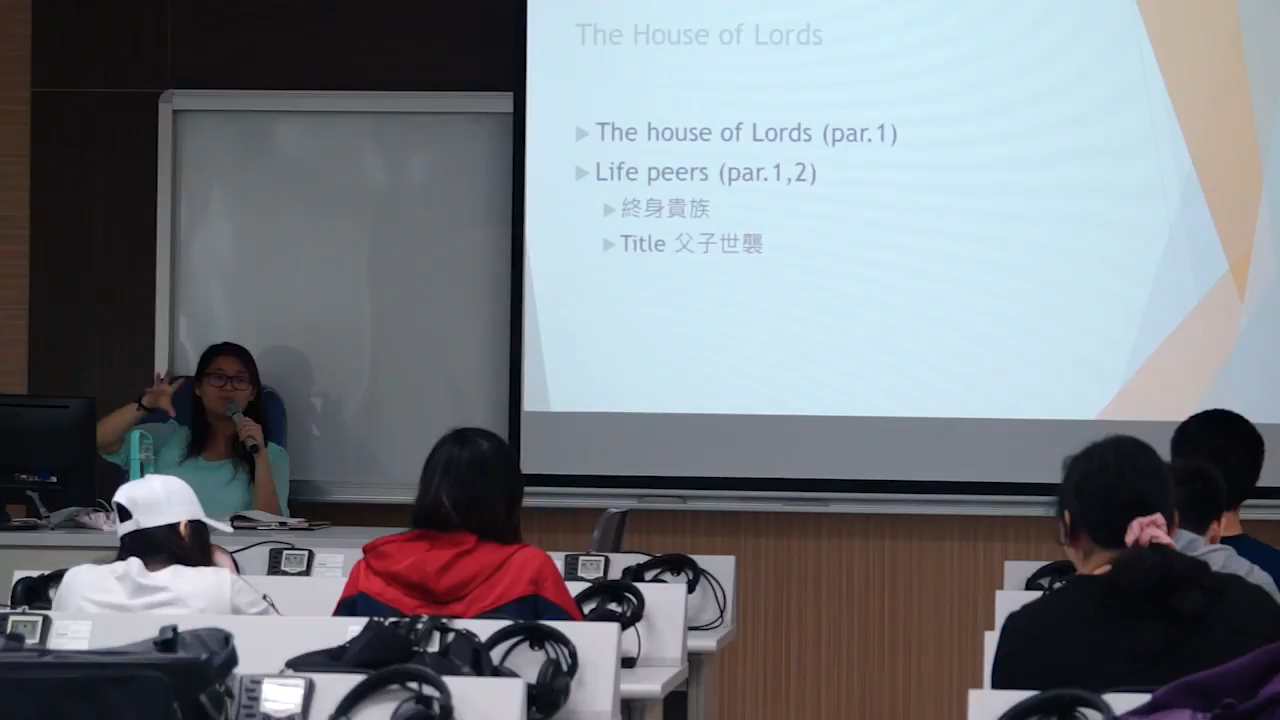 The House of Lords
The house of Lords (par.1)
Life peers (par.1,2)
終身貴族
Title 父子世襲